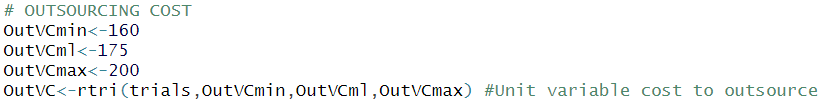 # OUTSOURCING COST
OutVCmin<-160
OutVCml<-175
OutVCmax<-200
OutVC<-rtri(trials,OutVCmin,OutVCml,OutVCmax) #Unit variable cost to outsource